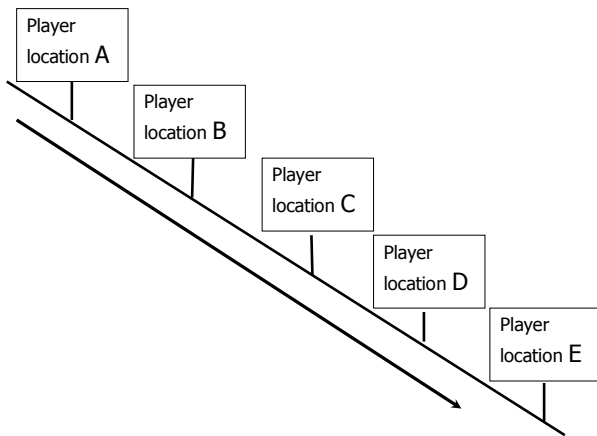 Player
location A
Player
location B
Player
location C
Player
location D
Player
location E